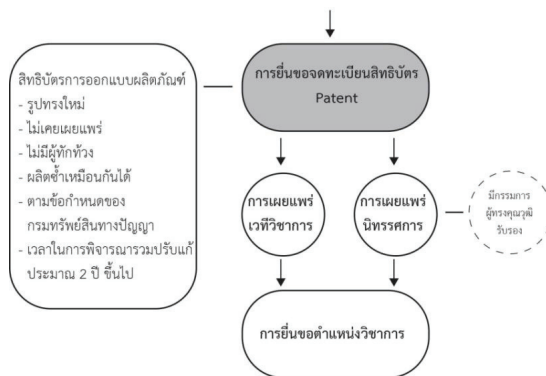 การยื่นขอจดทะเบียนสิทธิบัตร
Patent
สิทธิบัตรการออกแบบผลิตภัณฑ์
- รูปทรงใหม่
- ไม่เคยเผยแพร่
- ไม่มีผู้ทักท้วง
- ผลิตซ้ำเหมือนกันได้
- ตามข้อกำหนดของ
กรมทรัพย์สินทางปัญญา
- เวลาในการพิจารณารวมปรับแก้
ประมาณ 2 ปี ขึ้นไป
การเผยแพร่
เวทีวิชาการ
การเผยแพร่
นิทรรศการ
มีกรรมการ
ผู้ทรงคุณวุฒิ
รับรอง
การยื่นขอตำแหน่งวิชาการ